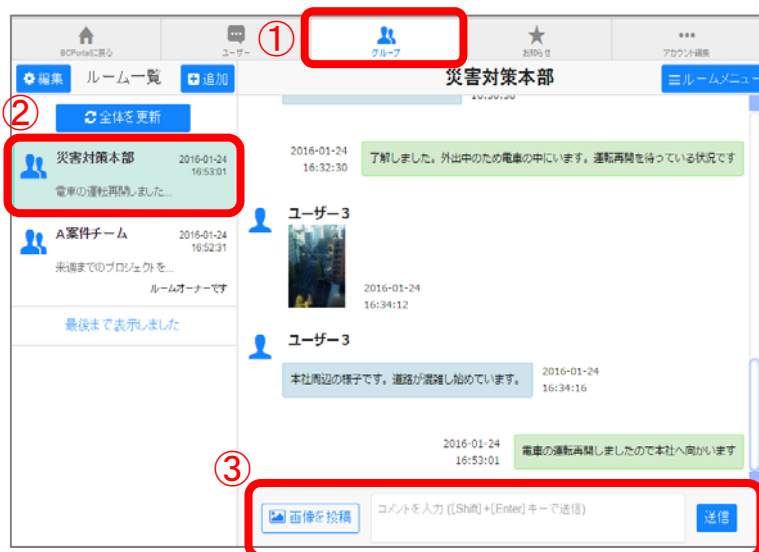 ①
BCPortalに戻る
ユーザー
グループ
お知らせ
アカウント編集
編集
ルーム一覧
追加
災害対策本部
ルームメニュー
②
全体を更新
災害対策本部
2016-01-24
16:53:01
電車の運転再開しました...
A案件チーム
2016-01-24
16:52:31
来週までのプロジェクトを...
ルームオーナーです
最後まで表示しました
2016-01-24
16:32:30
了解しました。外出中のため電車の中にいます。運転再開を待っている状況です
ユーザー3
2016-01-24
16:34:12
ユーザー3
本社周辺の様子です。道路が混雑し始めています。
2016-01-24
16:34:16
2016-01-24
16:53:01
電車の運転再開しましたので本社へ向かいます
③
画像を投稿
コメントを入力 ([Shift]+[Enter]キーで送信)
送信